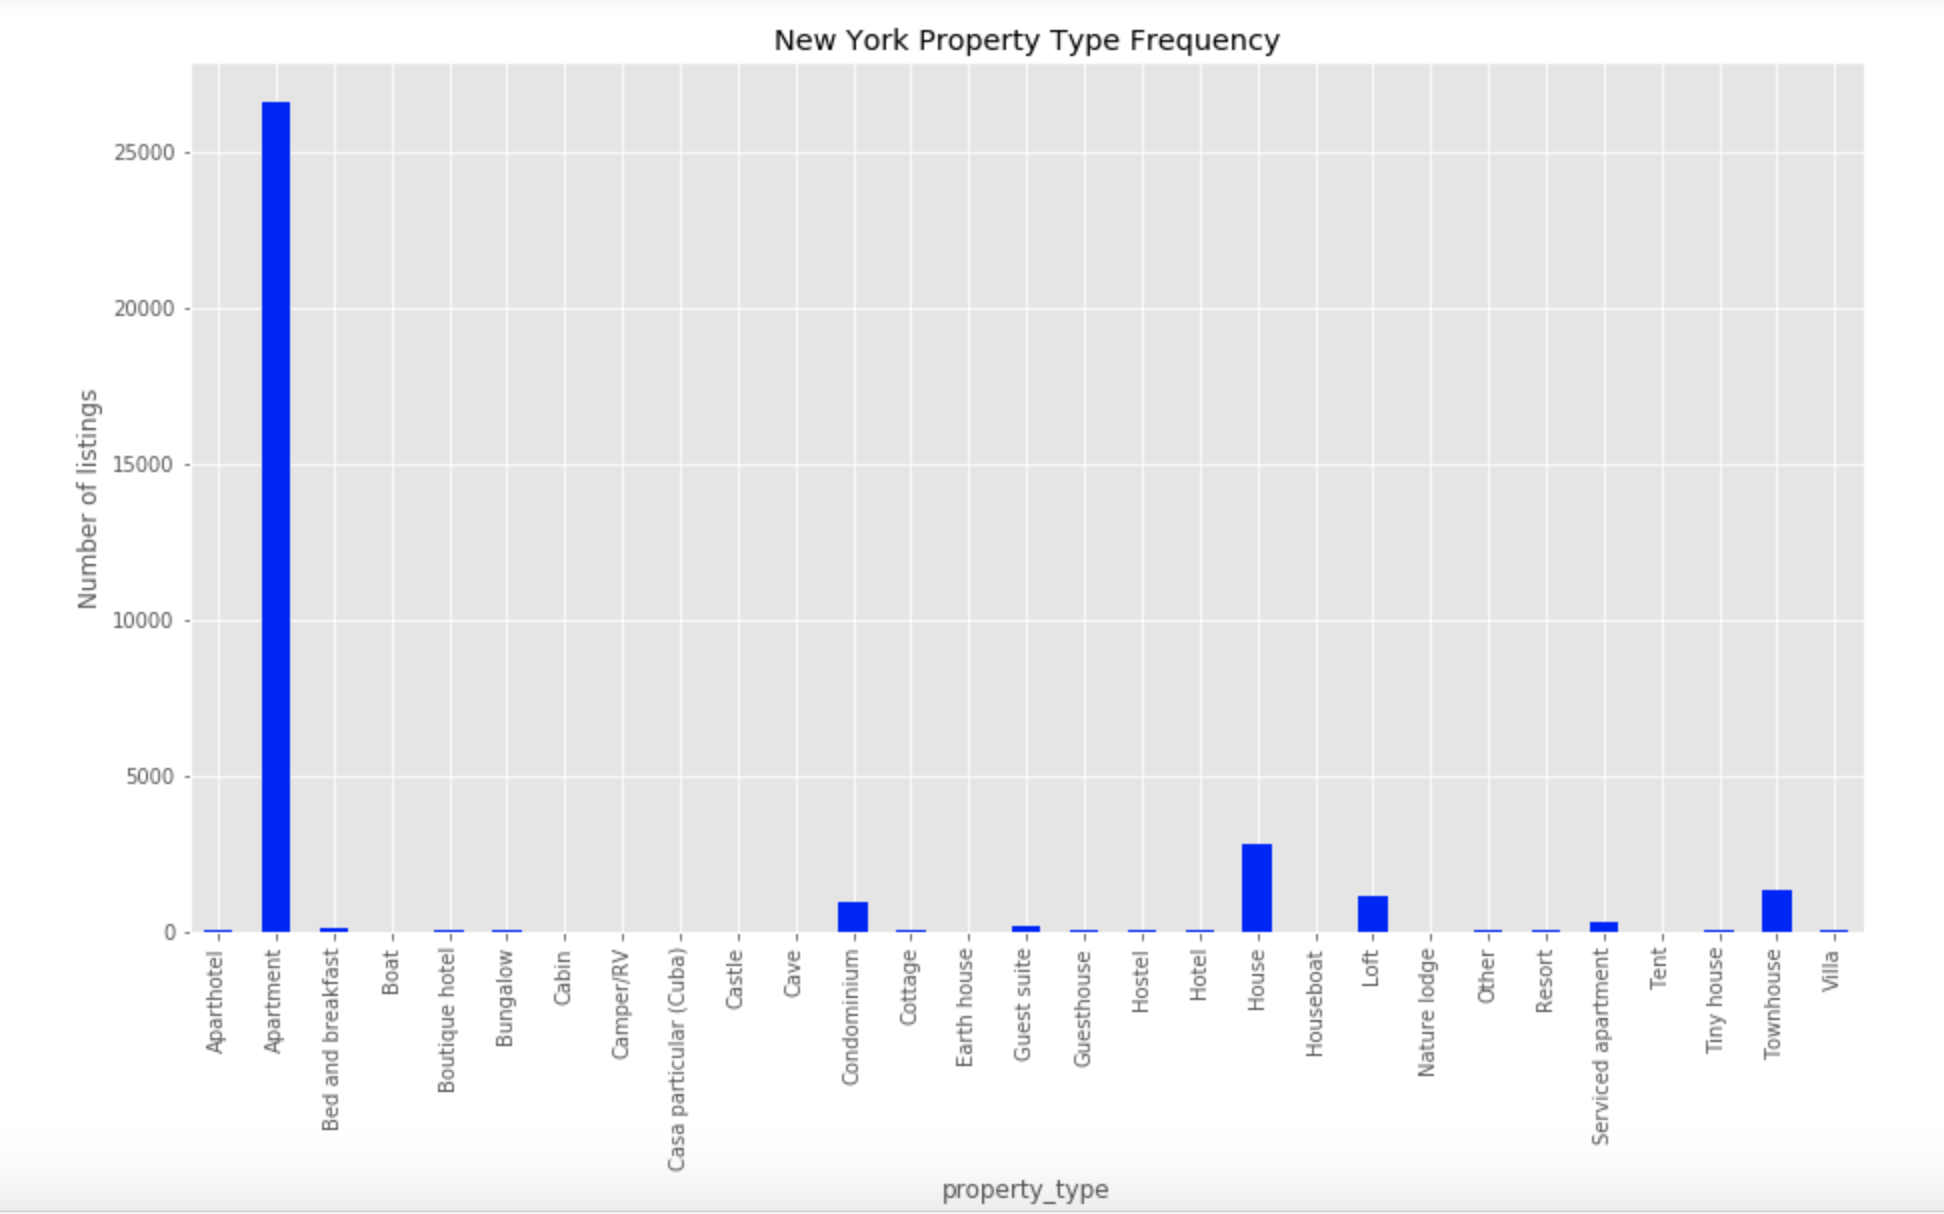 New York Property Type Frequency
25000
20000
15000
10000
5000
0
Number of listings
Aparthotel
Apartment
Bed and breakfast
Boat
Boutique hotel
Bungalow
Cabin
Camper/RV
Casa particular (Cuba)
Castle
Cave
Condominium
Cottage
Earth house
Guest suite
Guesthouse
Hostel
Hotel
House
Houseboat
Loft
Nature lodge
Other
Resort
Serviced apartment
Tent
Tiny house
Townhouse
Villa
property_type